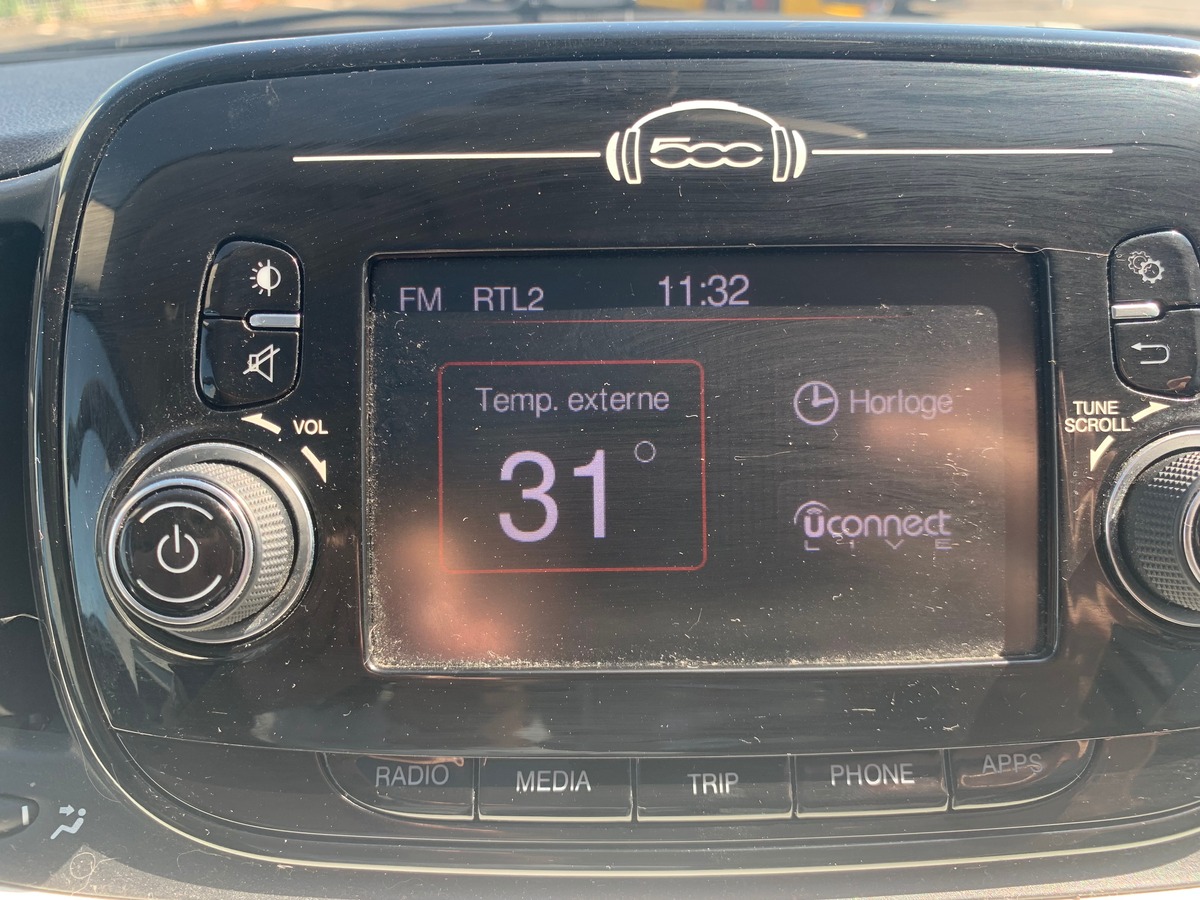 500
FM RTL2 11:32
Temp. externe
31°
Horloge
uconnect
LIVE
VOL
TUNE
SCROLL
RADIO MEDIA TRIP PHONE APPS